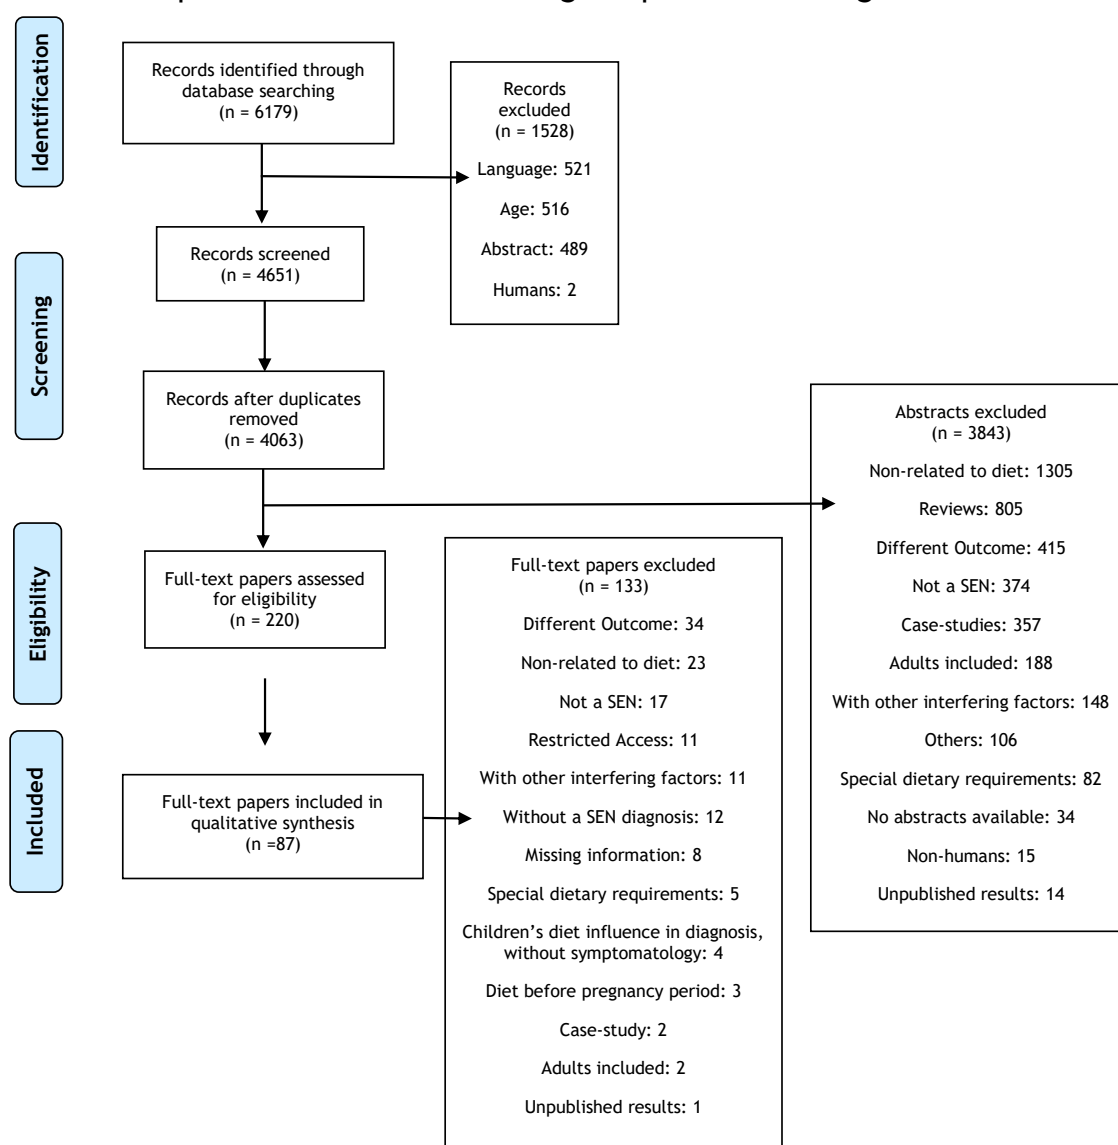 Identification
Records identified through
database searching
(n = 6179)
Records
excluded
(n = 1528)
Language: 521
Age: 516
Abstract: 489
Humans: 2
Screening
Records screened
(n = 4651)
Records after duplicates
removed
(n = 4063)
Abstracts excluded
(n = 3843)
Non-related to diet: 1305
Reviews: 805
Different Outcome: 415
Not a SEN: 374
Case-studies: 357
Adults included: 188
With other interfering factors: 148
Others: 106
Special dietary requirements: 82
No abstracts available: 34
Non-humans: 15
Unpublished results: 14
Eligibility
Full-text papers assessed
for eligibility
(n = 220)
Full-text papers excluded
(n = 133)
Different Outcome: 34
Non-related to diet: 23
Not a SEN: 17
Restricted Access: 11
With other interfering factors: 11
Without a SEN diagnosis: 12
Missing information: 8
Special dietary requirements: 5
Children’s diet influence in diagnosis,
without symptomatology: 4
Diet before pregnancy period: 3
Case-study: 2
Adults included: 2
Unpublished results: 1
Included
Full-text papers included in
qualitative synthesis
(n =87)